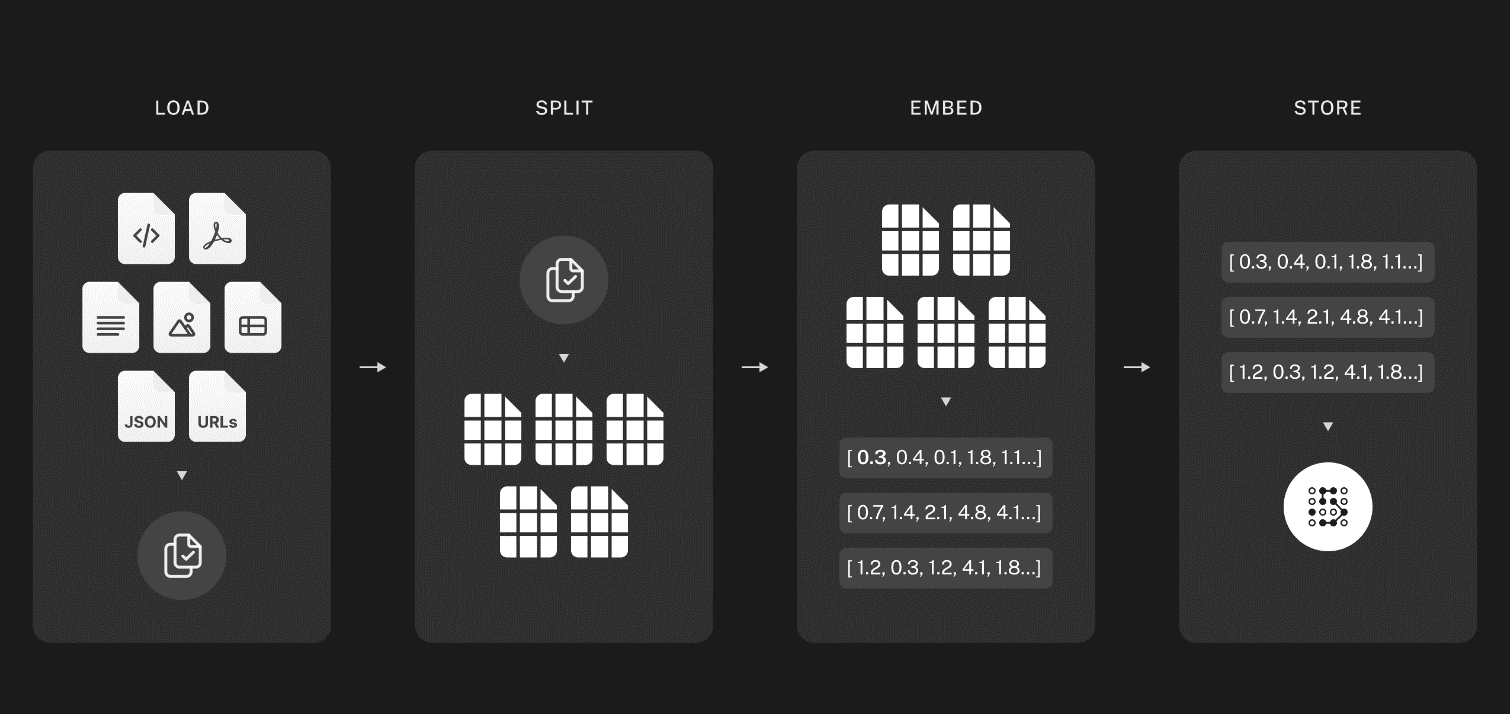 LOAD
SPLIT
EMBED
STORE
JSON
URLs
[ 0.3, 0.4, 0.1, 1.8, 1.1...]
[ 0.7, 1.4, 2.1, 4.8, 4.1...]
[ 1.2, 0.3, 1.2, 4.1, 1.8...]
[ 0.3, 0.4, 0.1, 1.8, 1.1...]
[ 0.7, 1.4, 2.1, 4.8, 4.1...]
[ 1.2, 0.3, 1.2, 4.1, 1.8...]